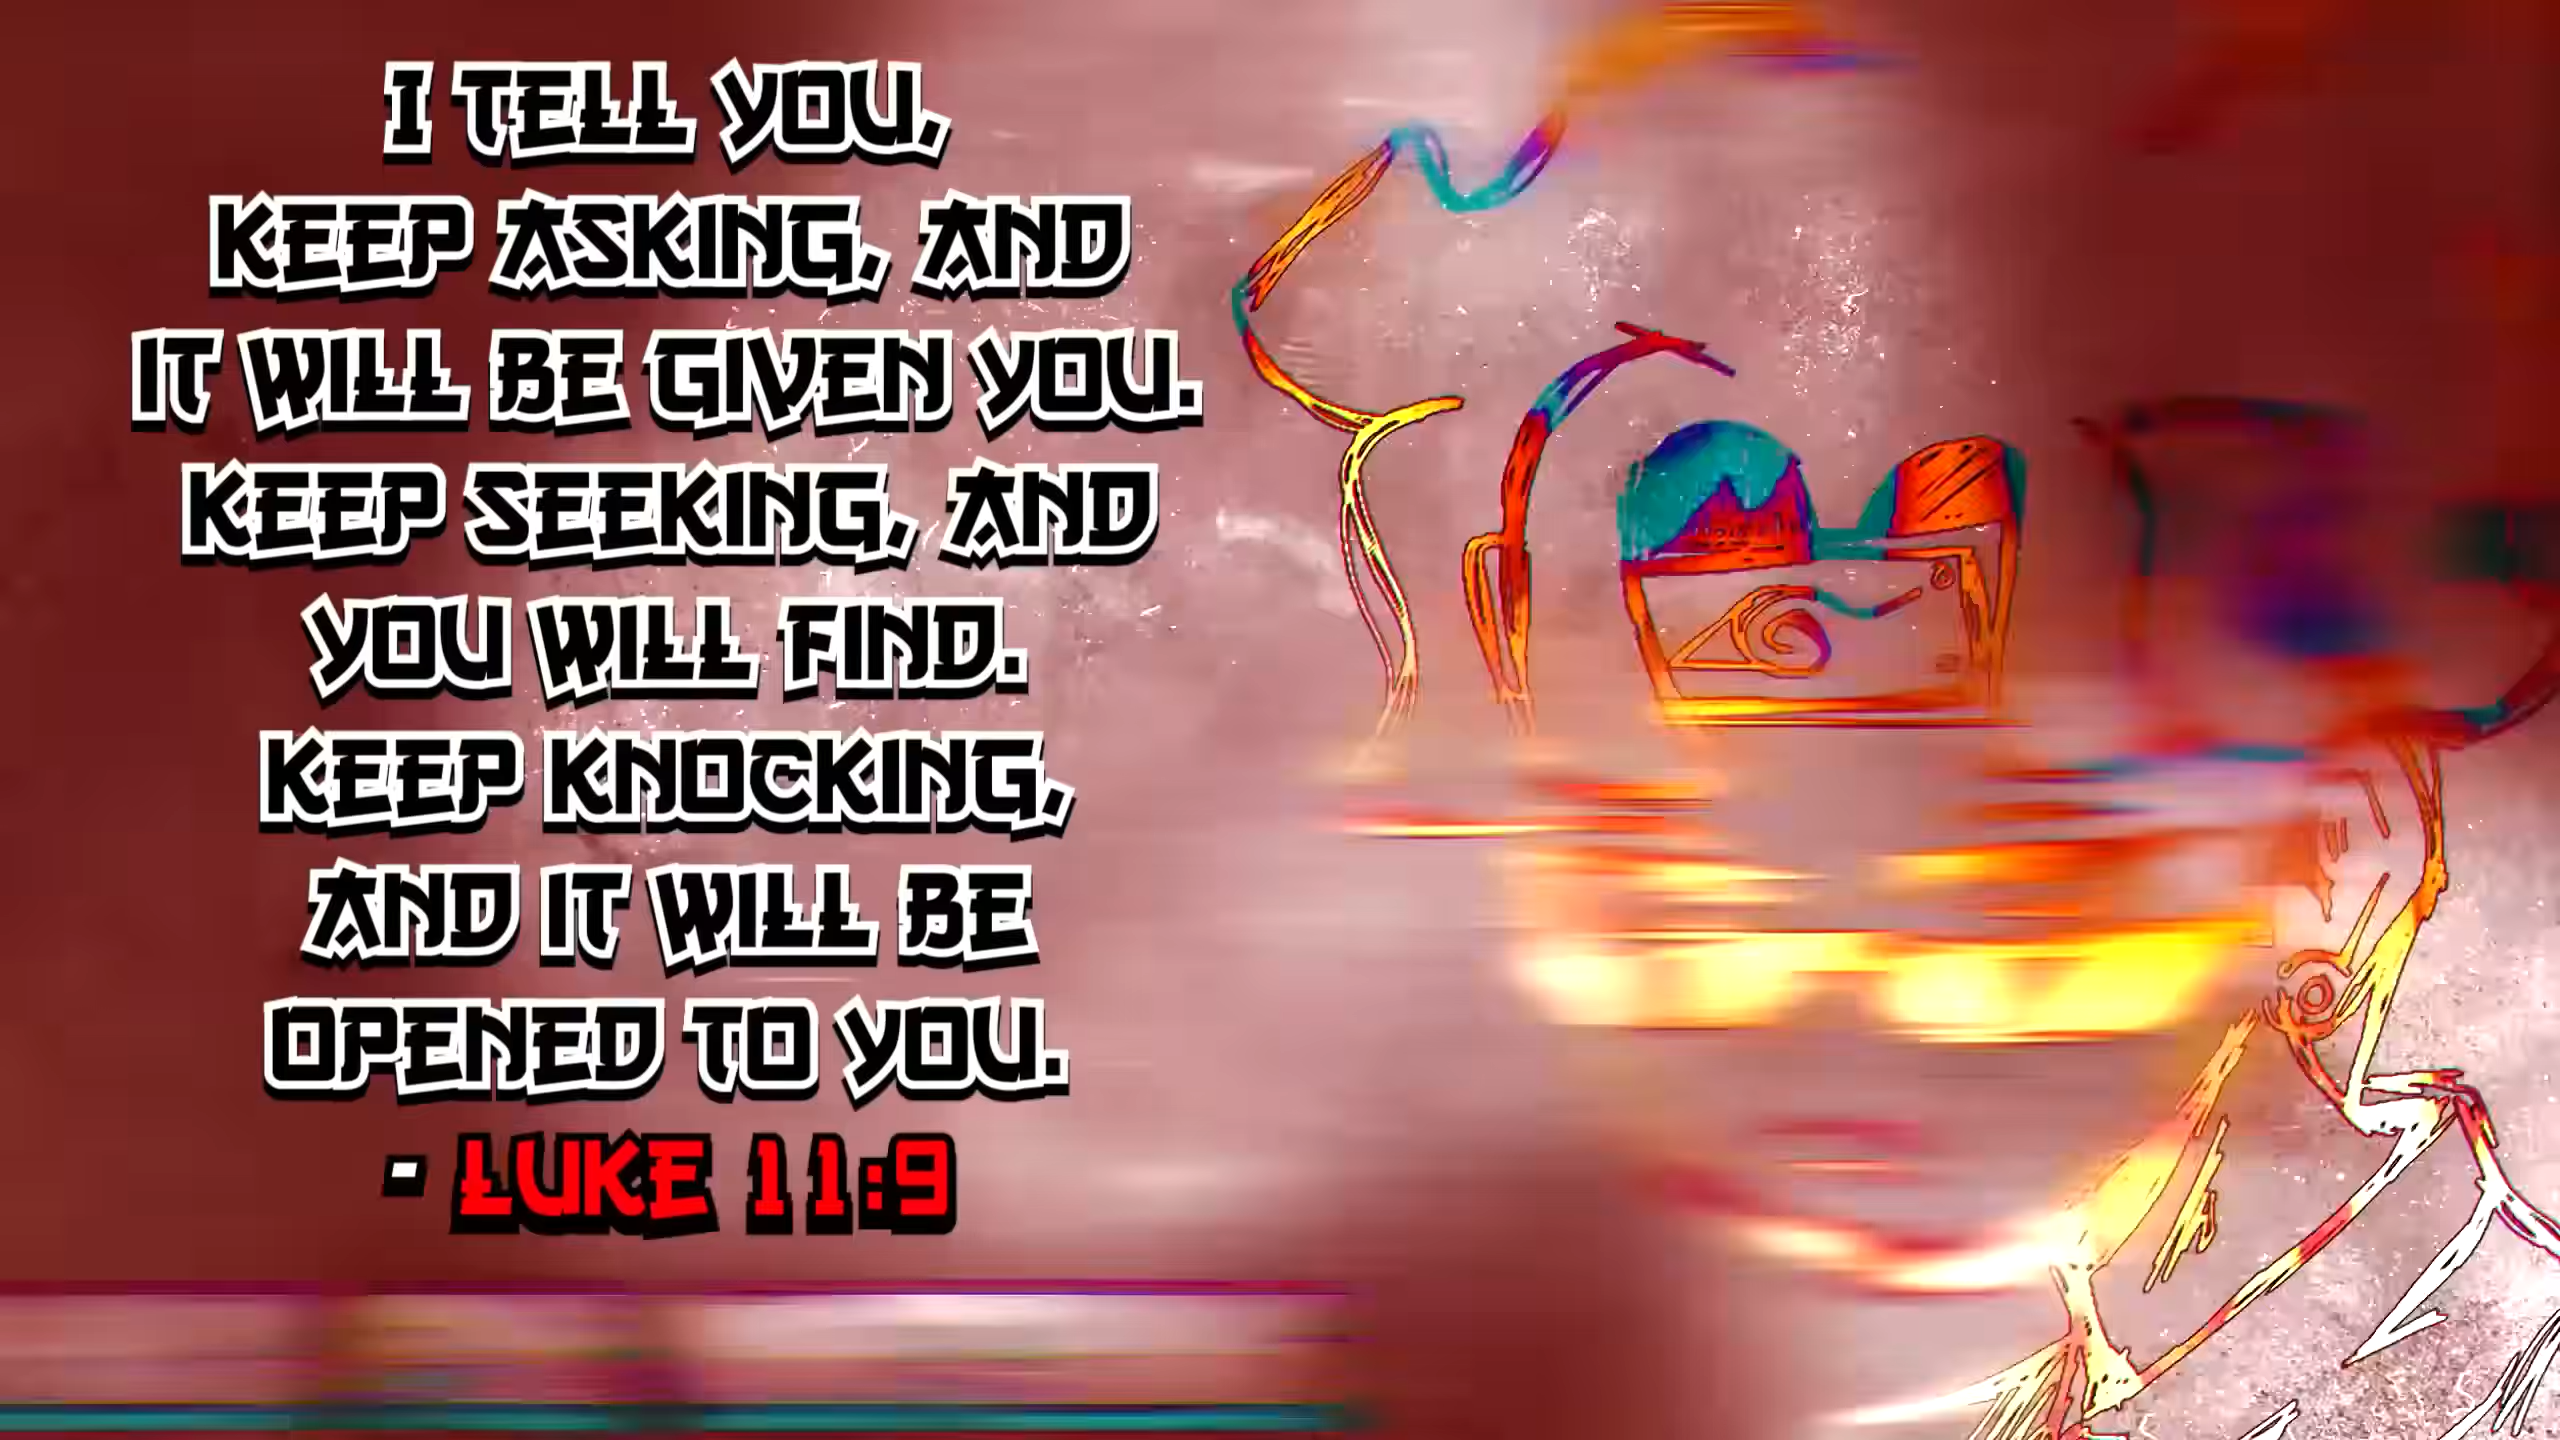 I TELL YOU,
KEEP ASKING, AND
IT WILL BE GIVEN YOU.
KEEP SEEKING, AND
YOU WILL FIND.
KEEP KNOCKING,
AND IT WILL BE
OPENED TO YOU.
- LUKE 11:9